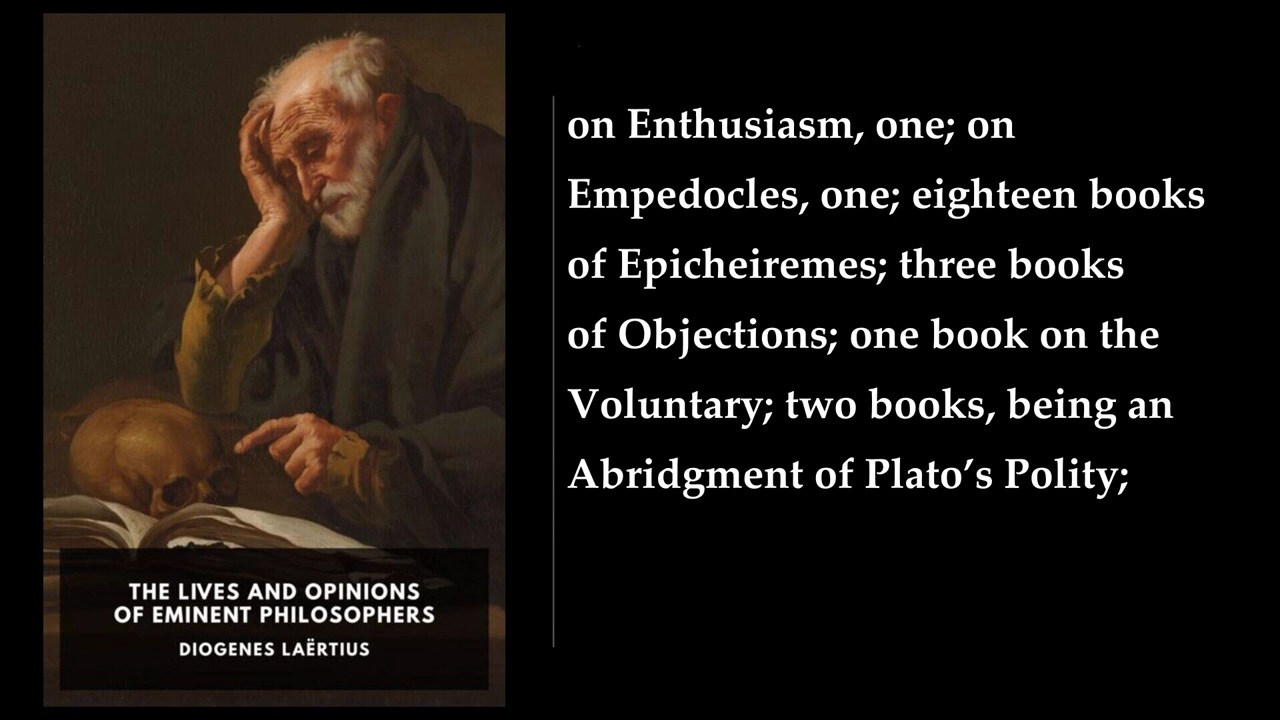 THE LIVES AND OPINIONS
OF EMINENT PHILOSOPHERS
DIOGENES LAËRTIUS
on Enthusiasm, one; on
Empedocles, one; eighteen books
of Epicheiremes; three books
of Objections; one book on the
Voluntary; two books, being an
Abridgment of Plato’s Polity;